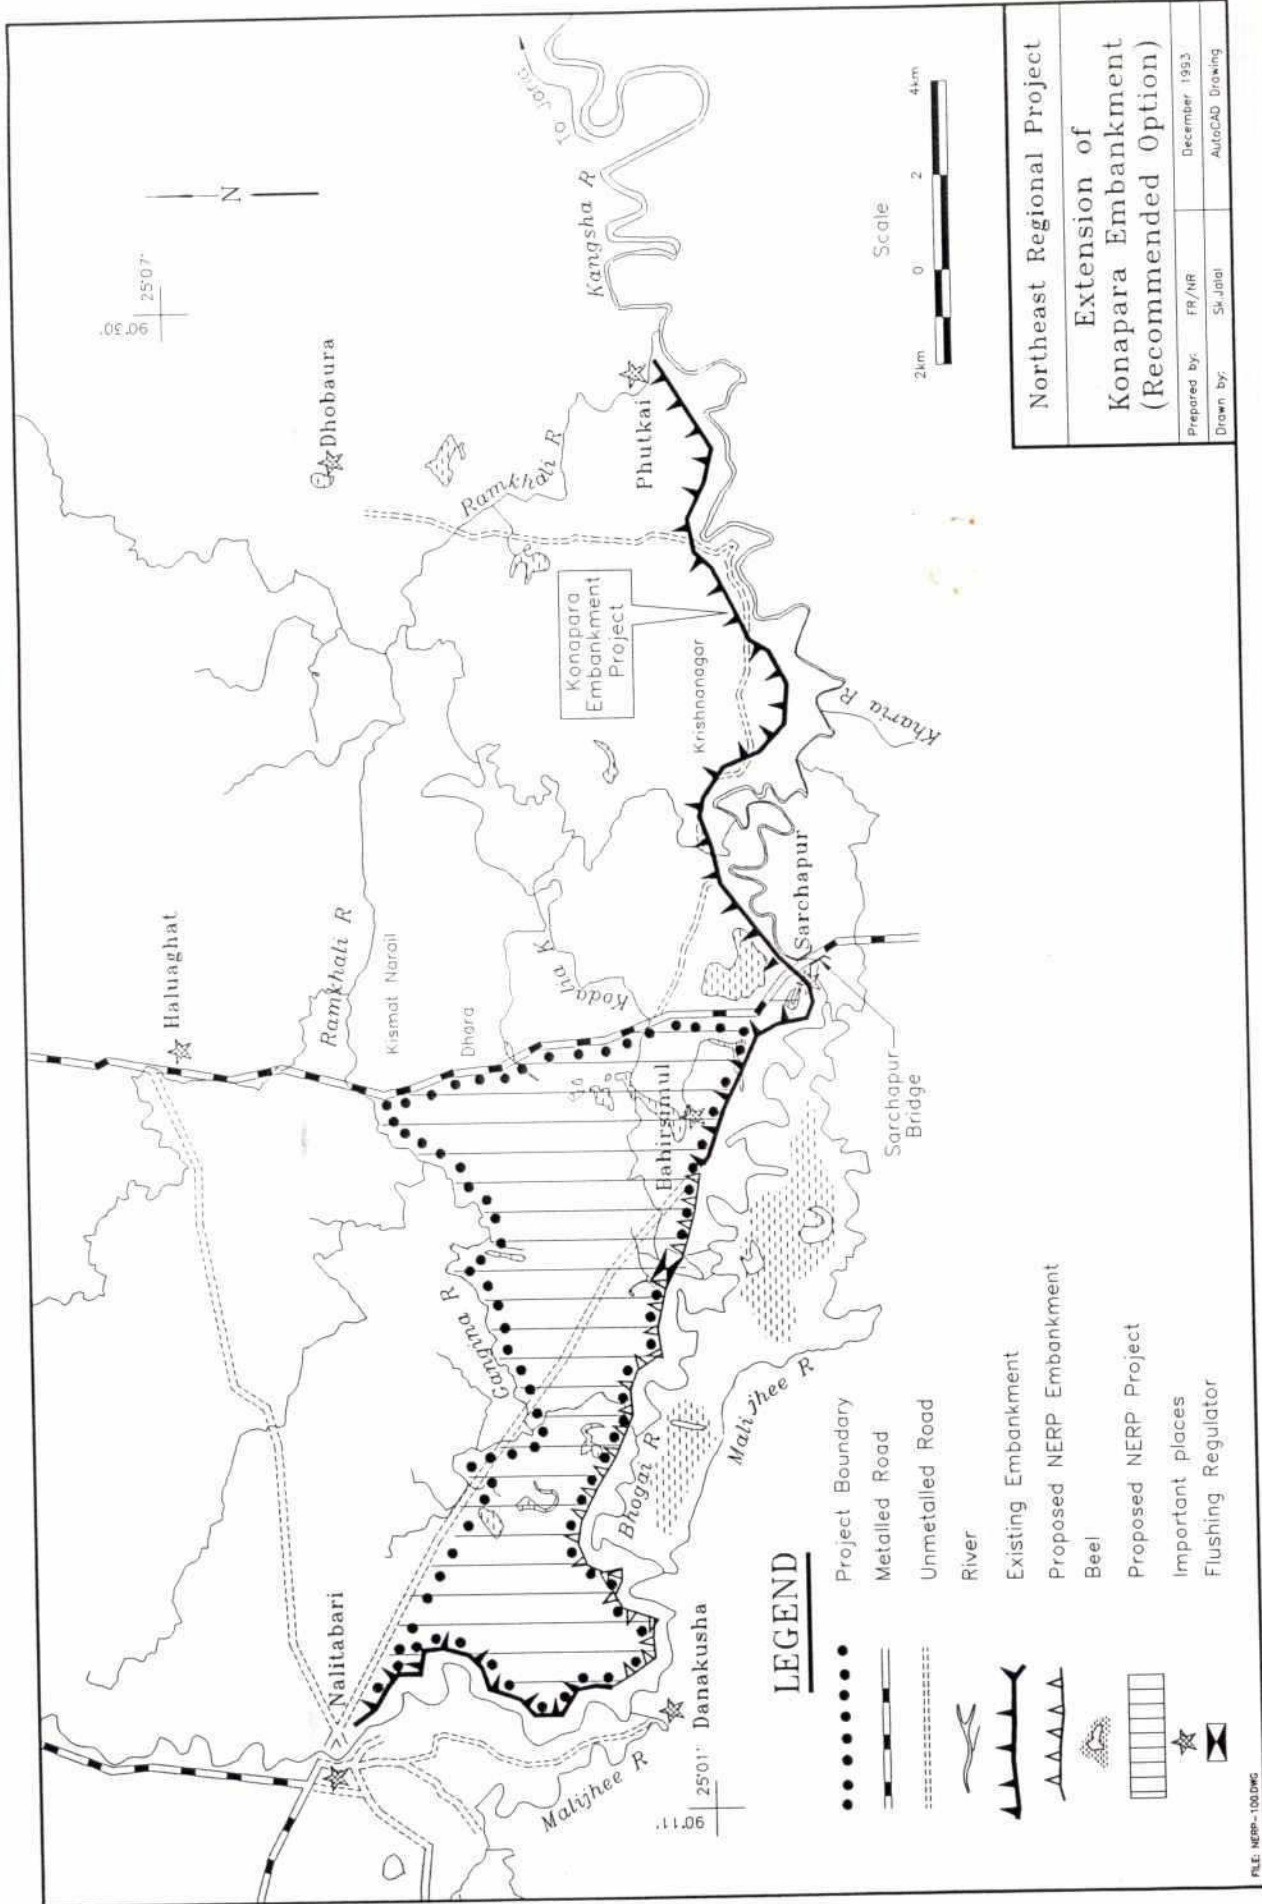 Nalitabari
Haluaghat
Dhobaura
90°30'
25°07'
N
to Jaria
Kangsha R
Phutkai
Ramkhali R
Ramkhali R
Kismat Narail
Dhara
Kodalia K
Konapara
Embankment
Project
Krishnanagar
Kharia R
Sarchapur
Sarchapur
Bridge
Bahirsimul
Gangina R
Bhogai R
Malijhee R
Malijhee R
Danakusha
25°01'
90°11'
Scale
2km
0
2
4km
LEGEND
Project Boundary
Metalled Road
Unmetalled Road
River
Existing Embankment
Proposed NERP Embankment
Beel
Proposed NERP Project
Important places
Flushing Regulator
Northeast Regional Project
Extension of
Konapara Embankment
(Recommended Option)
Prepared by: FR/NR December 1993
Drawn by: Sk.Jalal AutoCAD Drawing
FILE: NERP-100.DWG